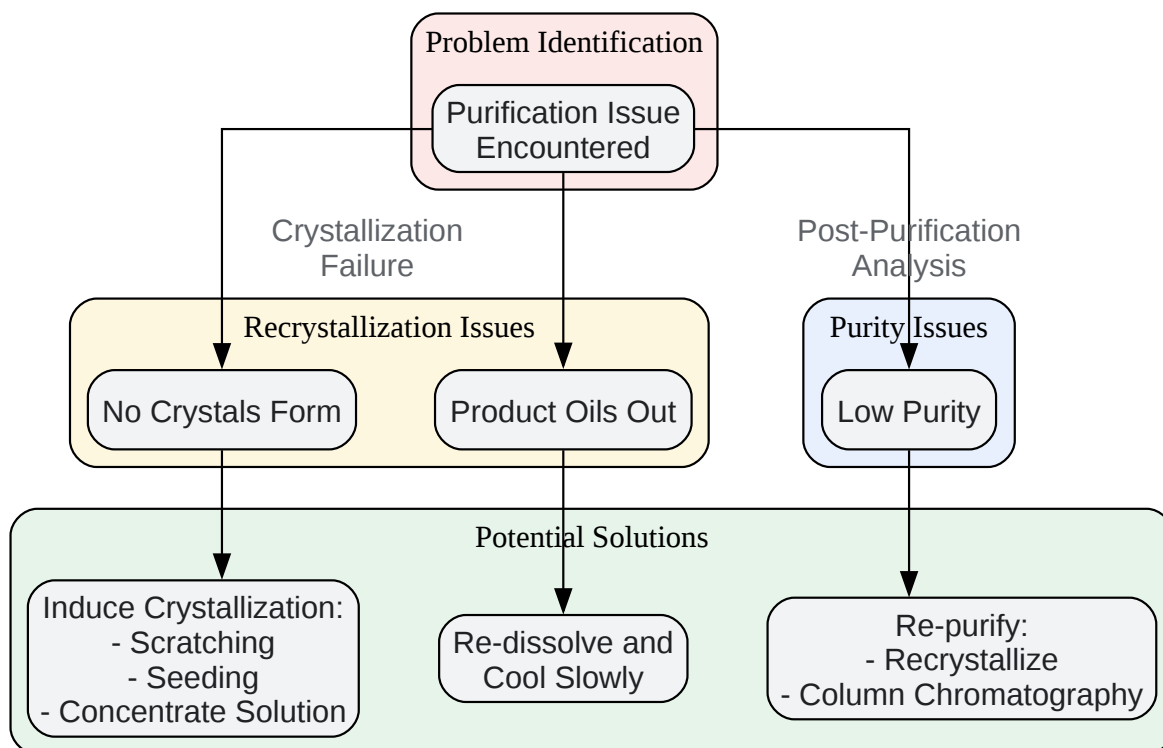 Problem Identification
Purification Issue
Encountered
Crystallization
Failure
Post-Purification
Analysis
Recrystallization Issues
Purity Issues
No Crystals Form
Product Oils Out
Low Purity
Potential Solutions
Induce Crystallization:
- Scratching
- Seeding
- Concentrate Solution
Re-dissolve and
Cool Slowly
Re-purify:
- Recrystallize
- Column Chromatography